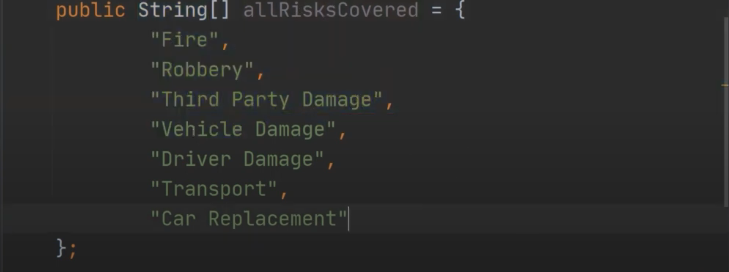 public String[] allRisksCovered = {
"Fire",
"Robbery",
"Third Party Damage",
"Vehicle Damage",
"Driver Damage",
"Transport",
"Car Replacement"
};